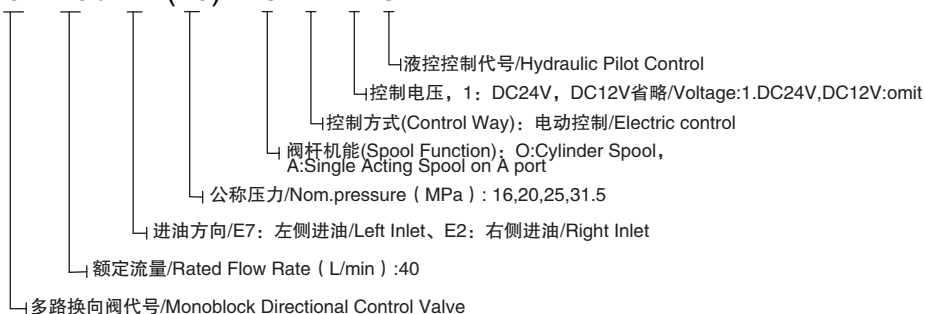 液控控制代号/Hydraulic Pilot Control
控制电压，1：DC24V，DC12V省略/Voltage:1.DC24V,DC12V:omit
控制方式(Control Way)：电动控制/Electric control
阀杆机能(Spool Function)：O:Cylinder Spool，
A:Single Acting Spool on A port
公称压力/Nom.pressure（MPa）: 16,20,25,31.5
进油方向/E7：左侧进油/Left Inlet、E2：右侧进油/Right Inlet
额定流量/Rated Flow Rate（L/min）:40
多路换向阀代号/Monoblock Directional Control Valve